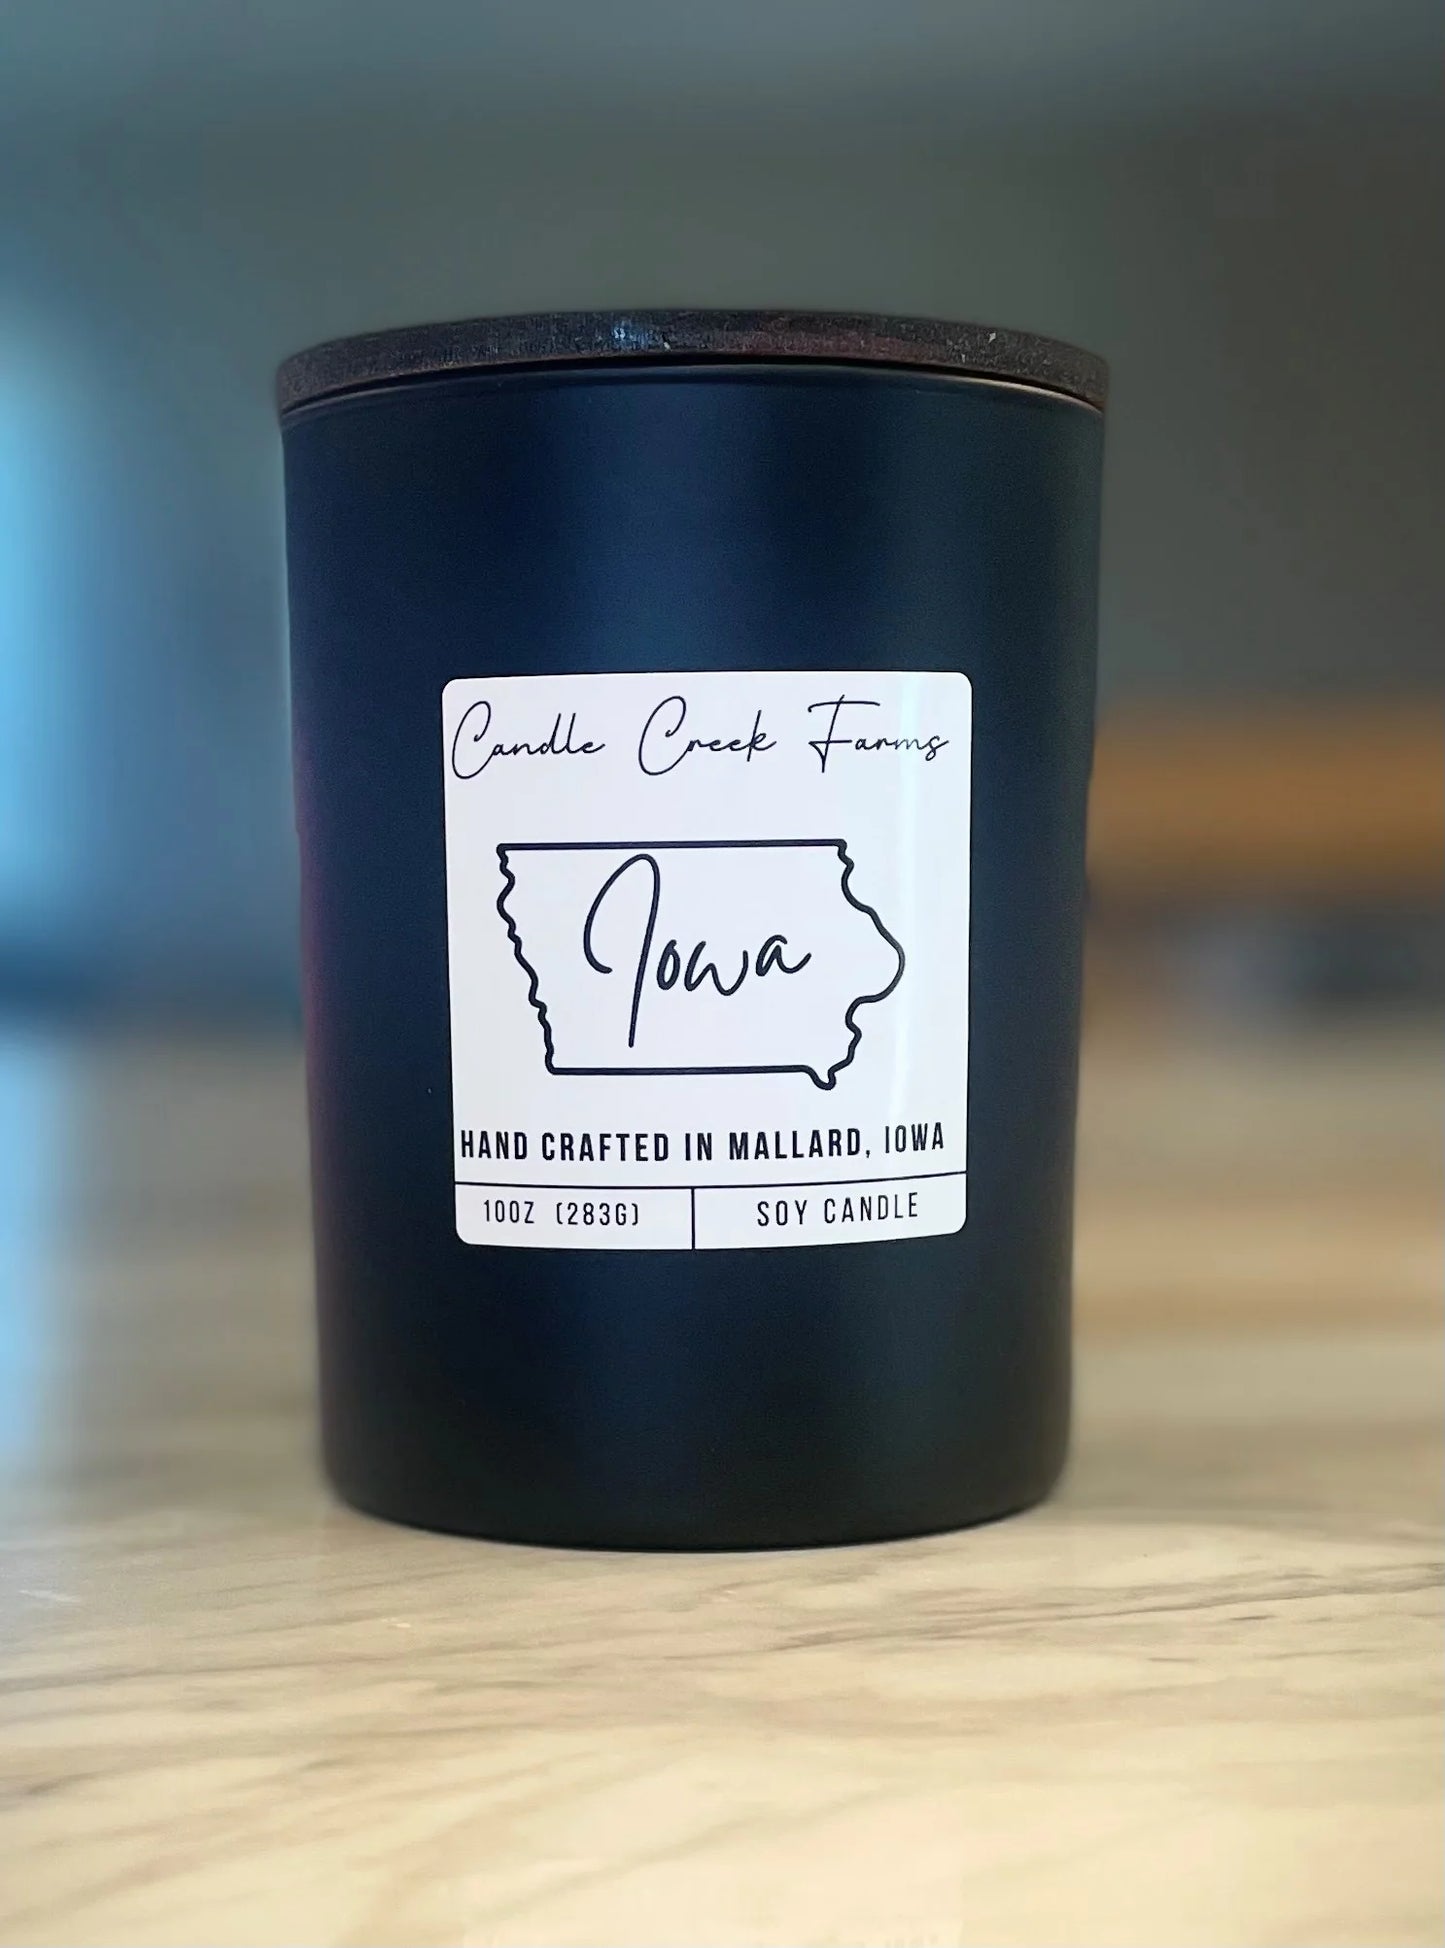 Candle Creek Farms
Iowa
HAND CRAFTED IN MALLARD, IOWA
10OZ (283G)
SOY CANDLE